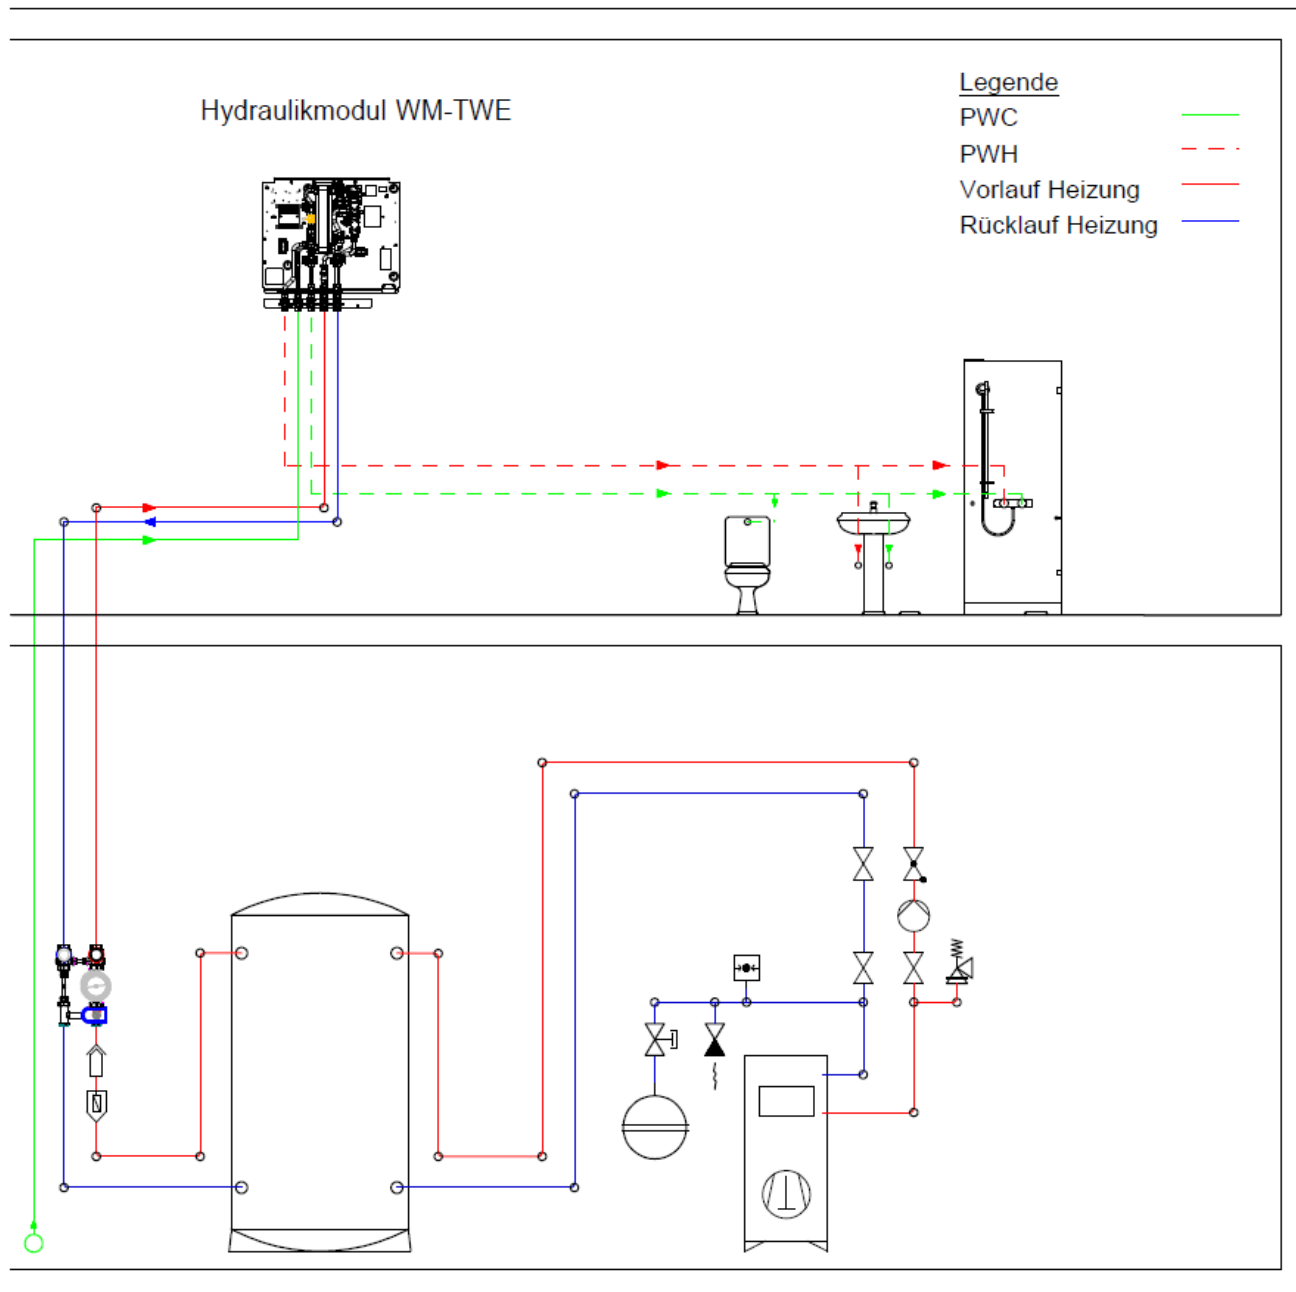 Hydraulikmodul WM-TWE
Legende
PWC
PWH
Vorlauf Heizung
Rücklauf Heizung